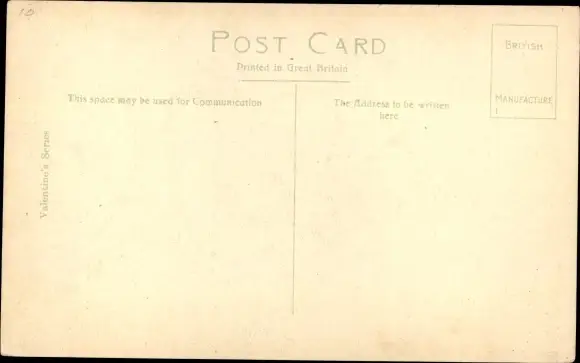 10
POST CARD
Printed in Great Britain
BRITISH
MANUFACTURE
This space may be used for Communication
The Address to be written
here
Valentine's Series